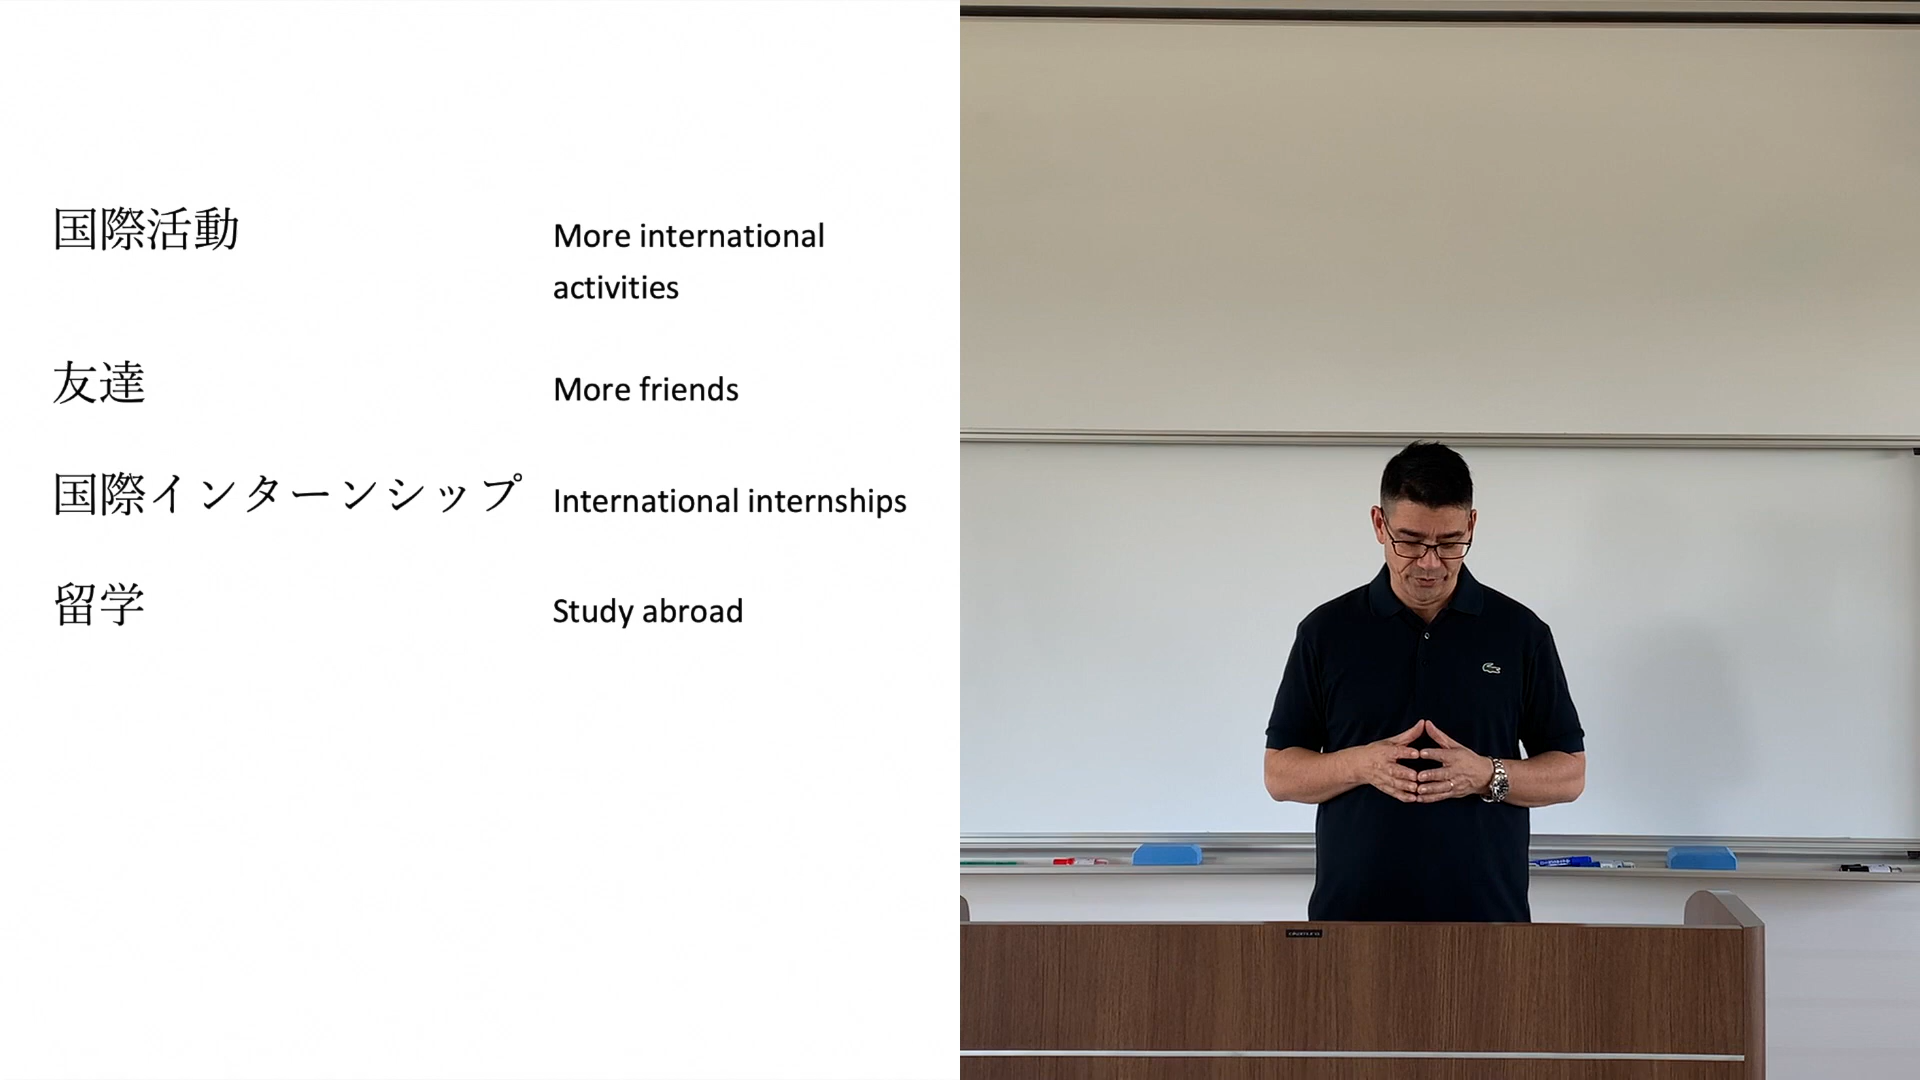 国際活動
More international
activities
友達
More friends
国際インターンシップ
International internships
留学
Study abroad